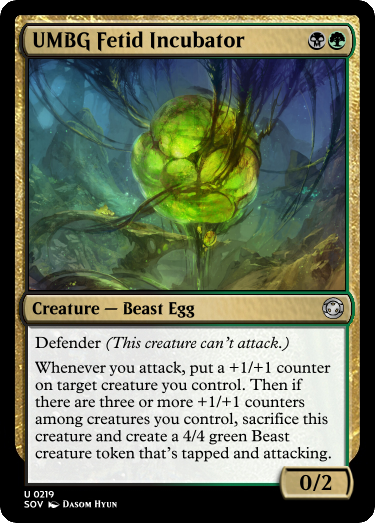 UMBG Fetid Incubator
Creature — Beast Egg
Defender (This creature can't attack.)
Whenever you attack, put a +1/+1 counter
on target creature you control. Then if
there are three or more +1/+1 counters
among creatures you control, sacrifice this
creature and create a 4/4 green Beast
creature token that's tapped and attacking.
0/2
U 0219
SOV Dasom Hyun